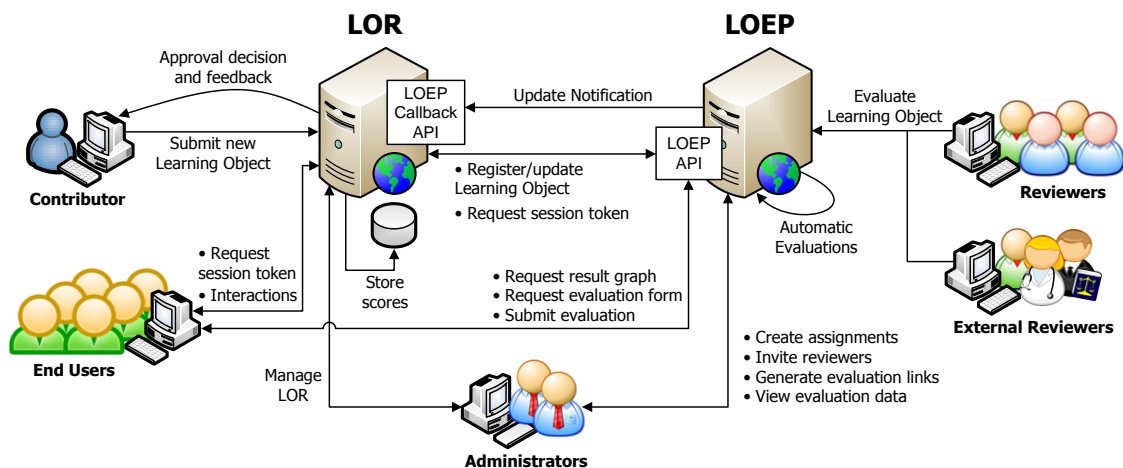 LOR
LOEP
Approval decision
and feedback
LOEP
Callback
API
Update Notification
Evaluate
Learning Object
Submit new
Learning Object
LOEP
API
Contributor
• Register/update
Learning Object
• Request session token
Reviewers
Automatic
Evaluations
• Request
session token
• Interactions
Store
scores
• Request result graph
• Request evaluation form
• Submit evaluation
External Reviewers
End Users
• Create assignments
• Invite reviewers
• Generate evaluation links
• View evaluation data
Manage
LOR
Administrators